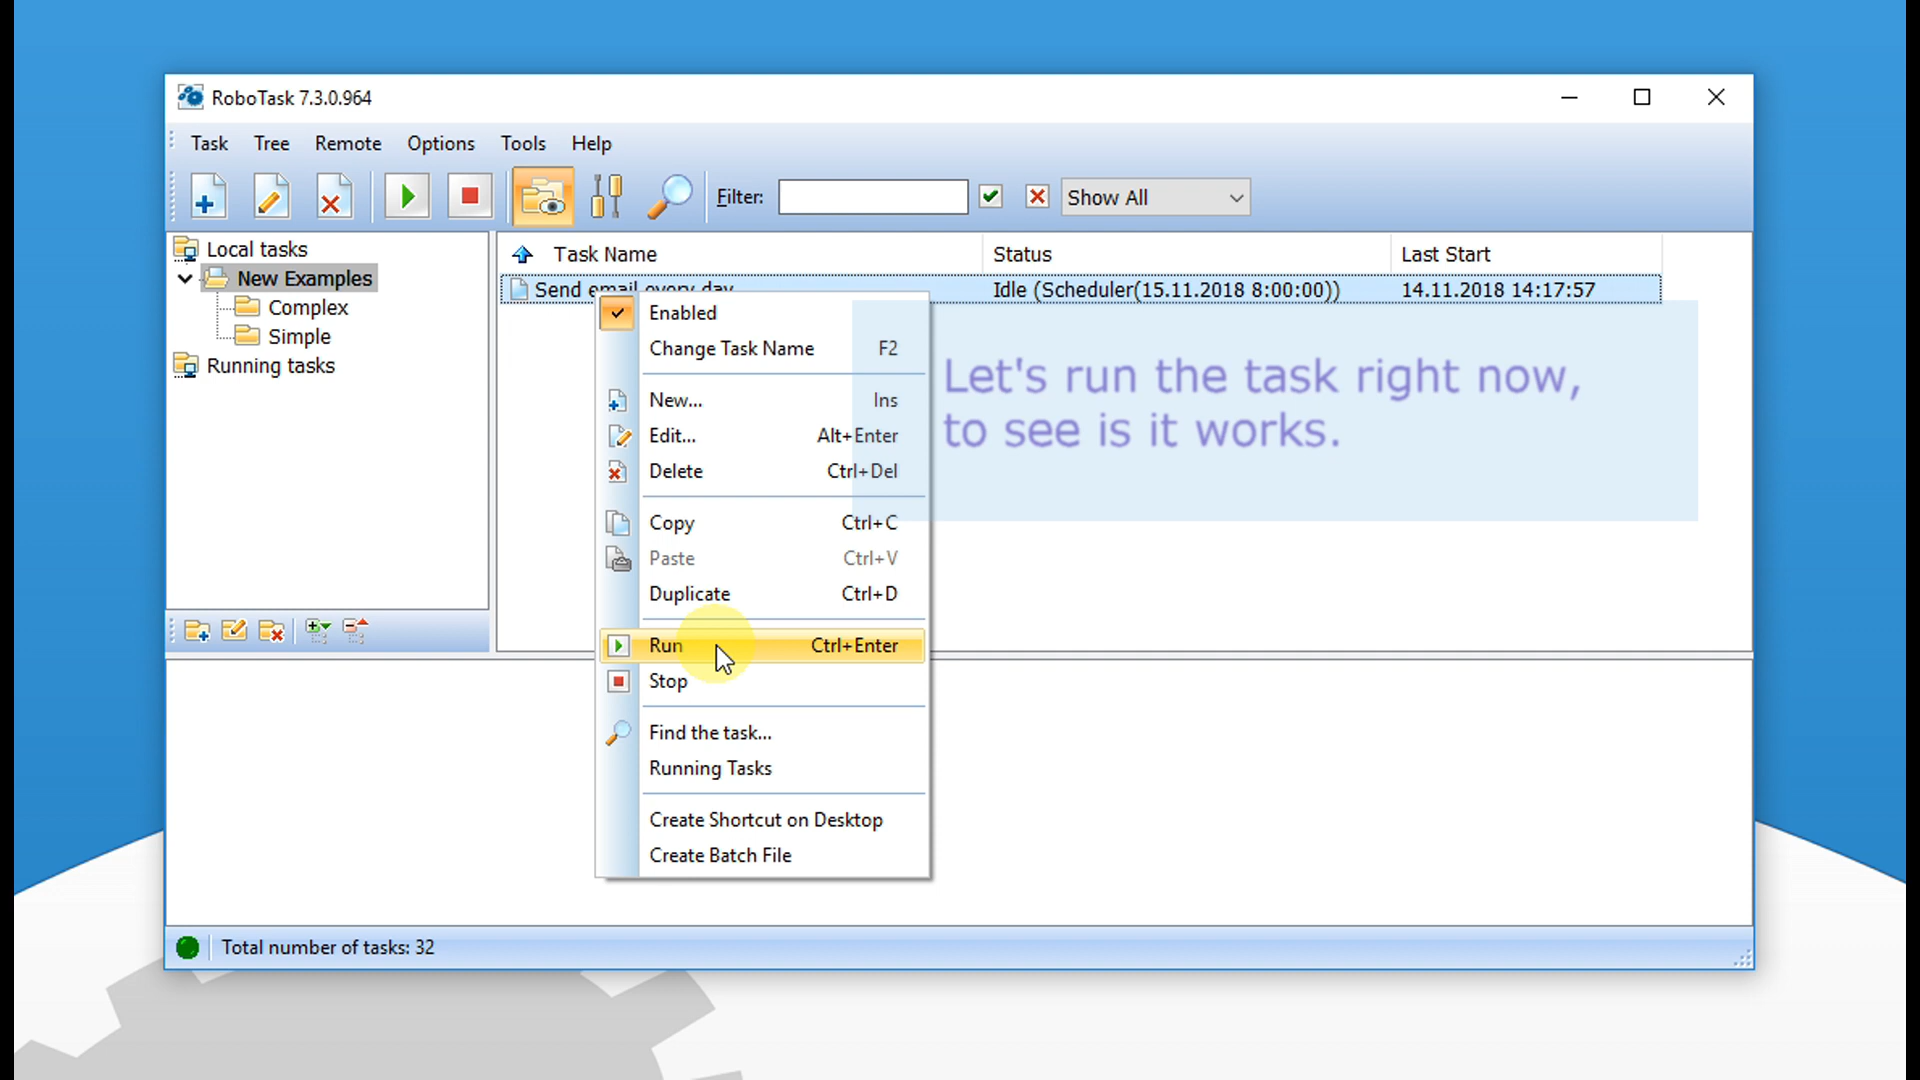 RoboTask 7.3.0.964
Task Tree Remote Options Tools Help
Filter: Show All
Local tasks
New Examples
Complex
Simple
Running tasks
Task Name Status Last Start
Send email every day Idle (Scheduler(15.11.2018 8:00:00)) 14.11.2018 14:17:57
Enabled
Change Task Name F2
New... Ins
Edit... Alt+Enter
Delete Ctrl+Del
Copy Ctrl+C
Paste Ctrl+V
Duplicate Ctrl+D
Run Ctrl+Enter
Stop
Find the task...
Running Tasks
Create Shortcut on Desktop
Create Batch File
Let's run the task right now,
to see is it works.
Total number of tasks: 32